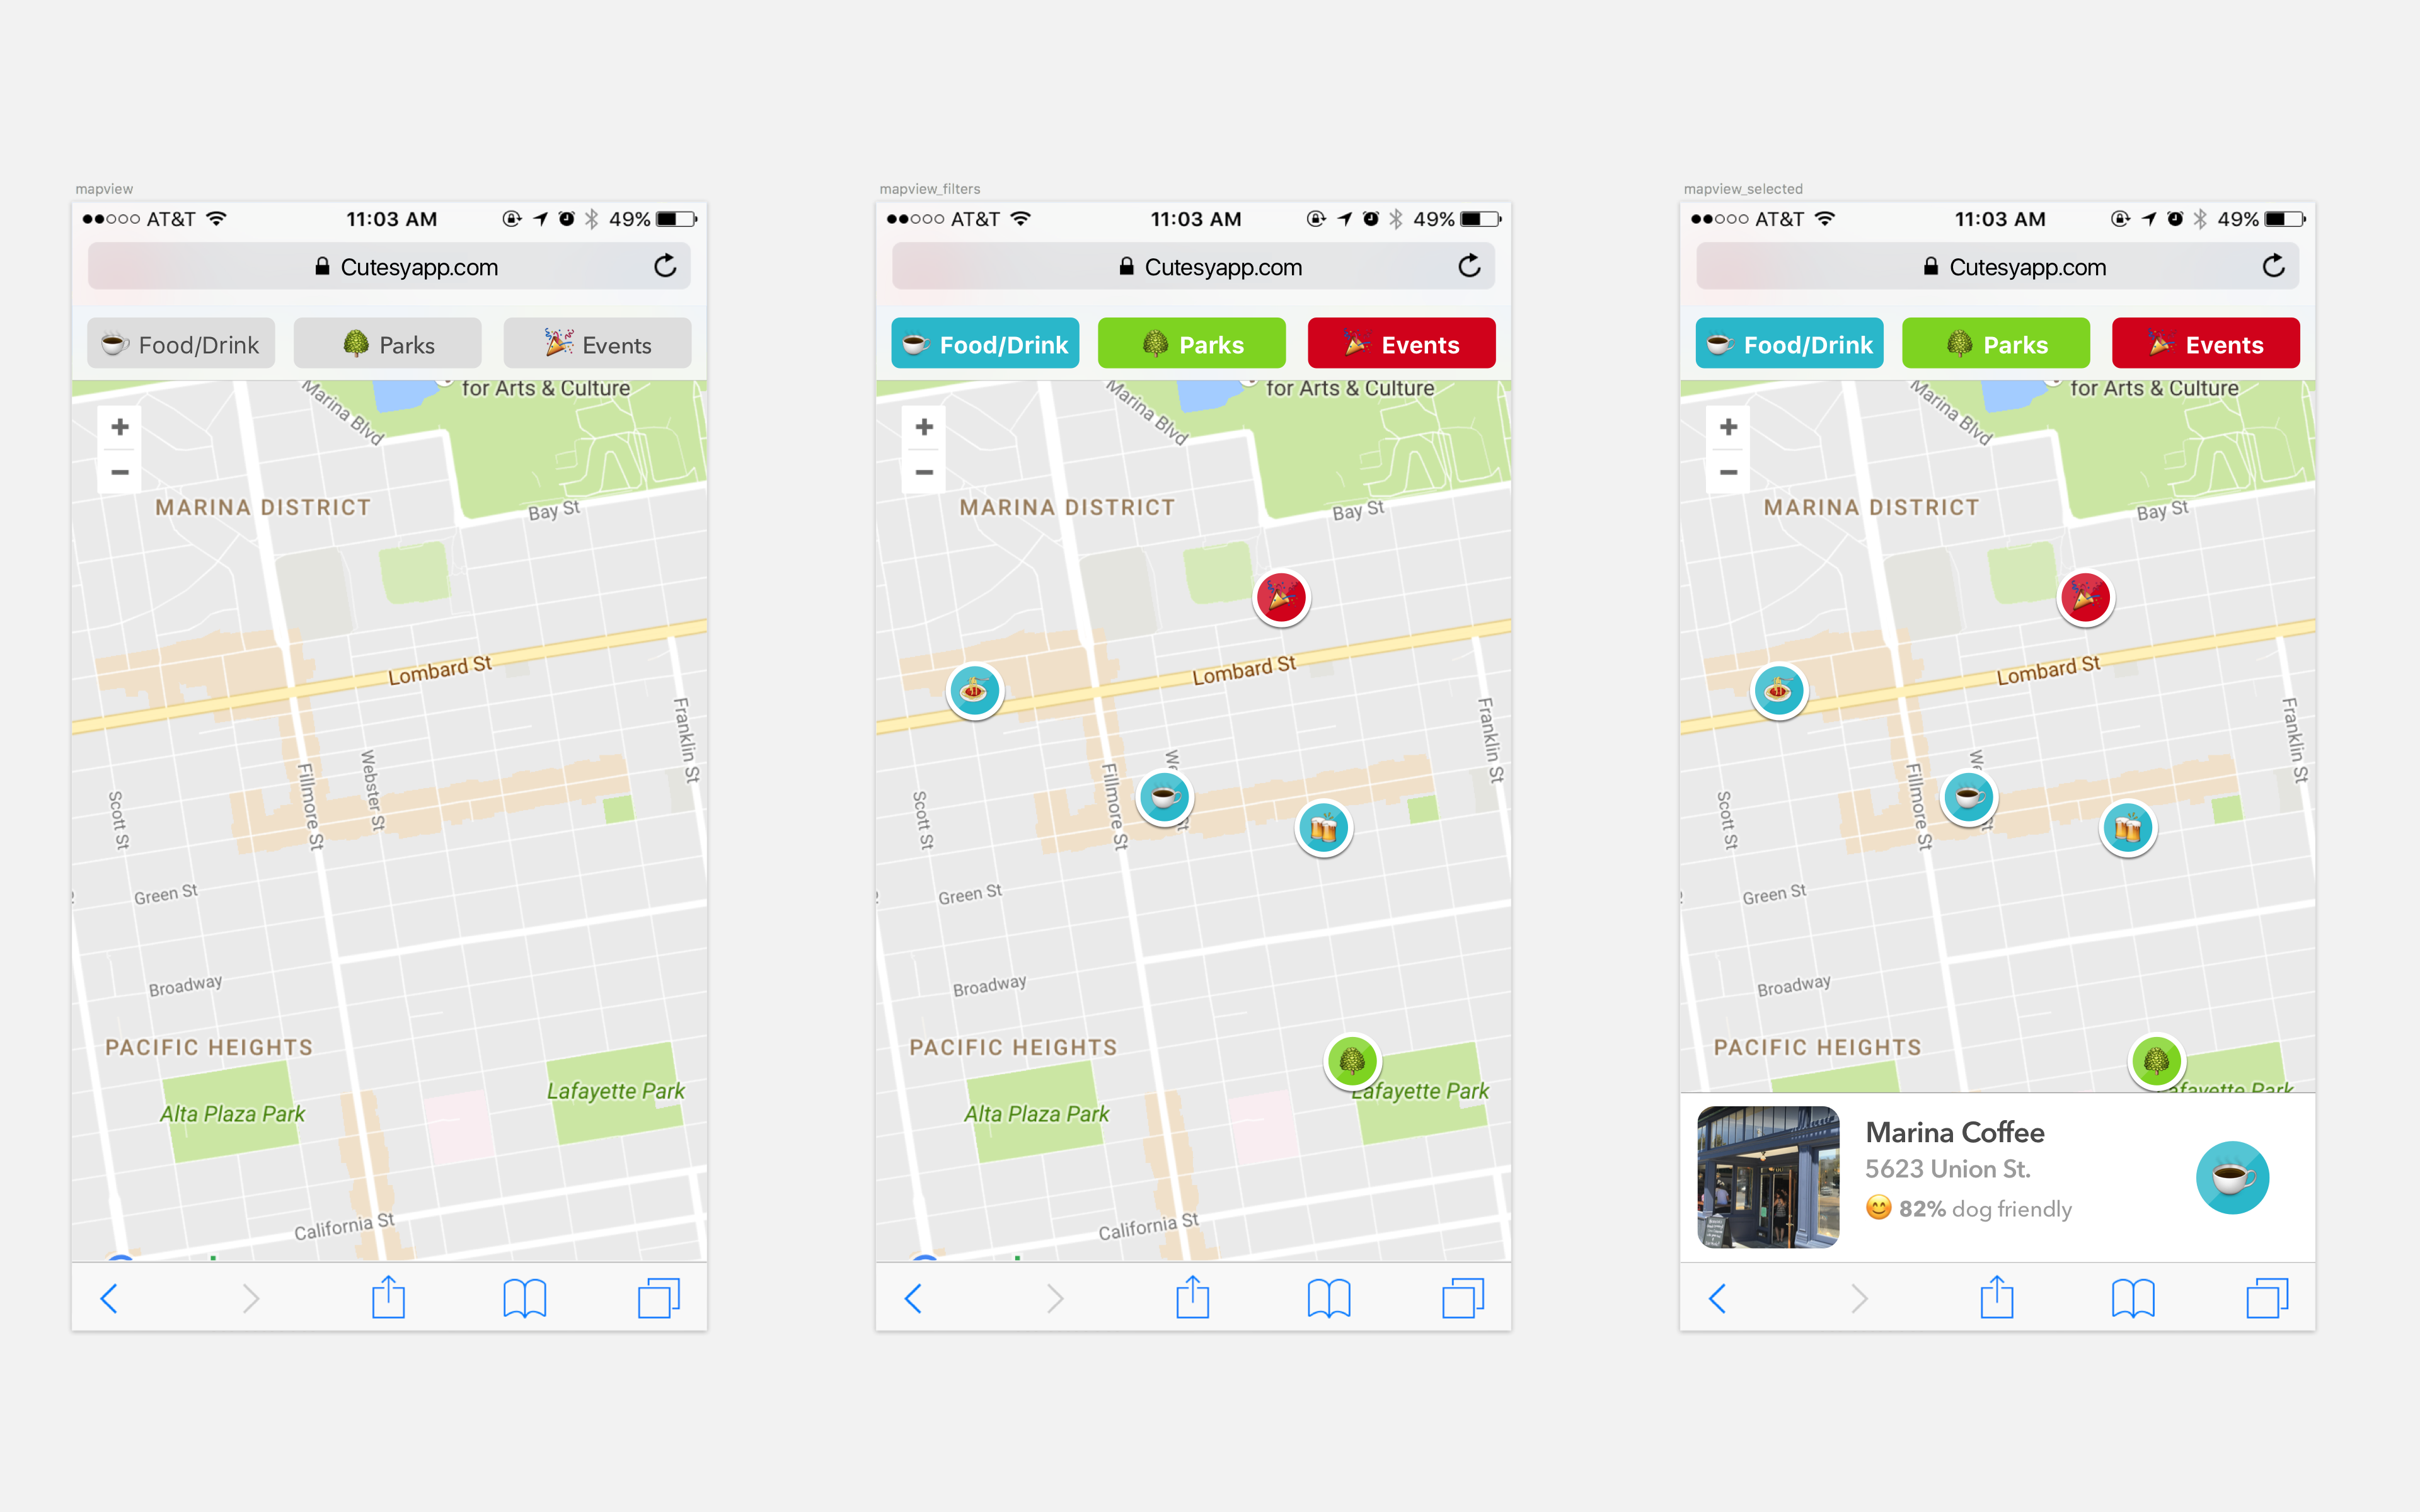 mapview
AT&T 11:03 AM 49%
Cutesyapp.com
Food/Drink Parks Events
for Arts & Culture
Marina Blvd
MARINA DISTRICT
Bay St
Lombard St
Franklin St
Webster St
Fillmore St
Scott St
Green St
Broadway
PACIFIC HEIGHTS
Lafayette Park
Alta Plaza Park
California St
mapview_filters
AT&T 11:03 AM 49%
Cutesyapp.com
Food/Drink Parks Events
for Arts & Culture
Marina Blvd
MARINA DISTRICT
Bay St
Lombard St
Franklin St
Fillmore St
Scott St
Green St
Broadway
PACIFIC HEIGHTS
afayette Park
Alta Plaza Park
California St
mapview_selected
AT&T 11:03 AM 49%
Cutesyapp.com
Food/Drink Parks Events
for Arts & Culture
Marina Blvd
MARINA DISTRICT
Bay St
Lombard St
Franklin St
Fillmore St
Scott St
Green St
Broadway
PACIFIC HEIGHTS
afayette Park
Marina Coffee
5623 Union St.
82% dog friendly